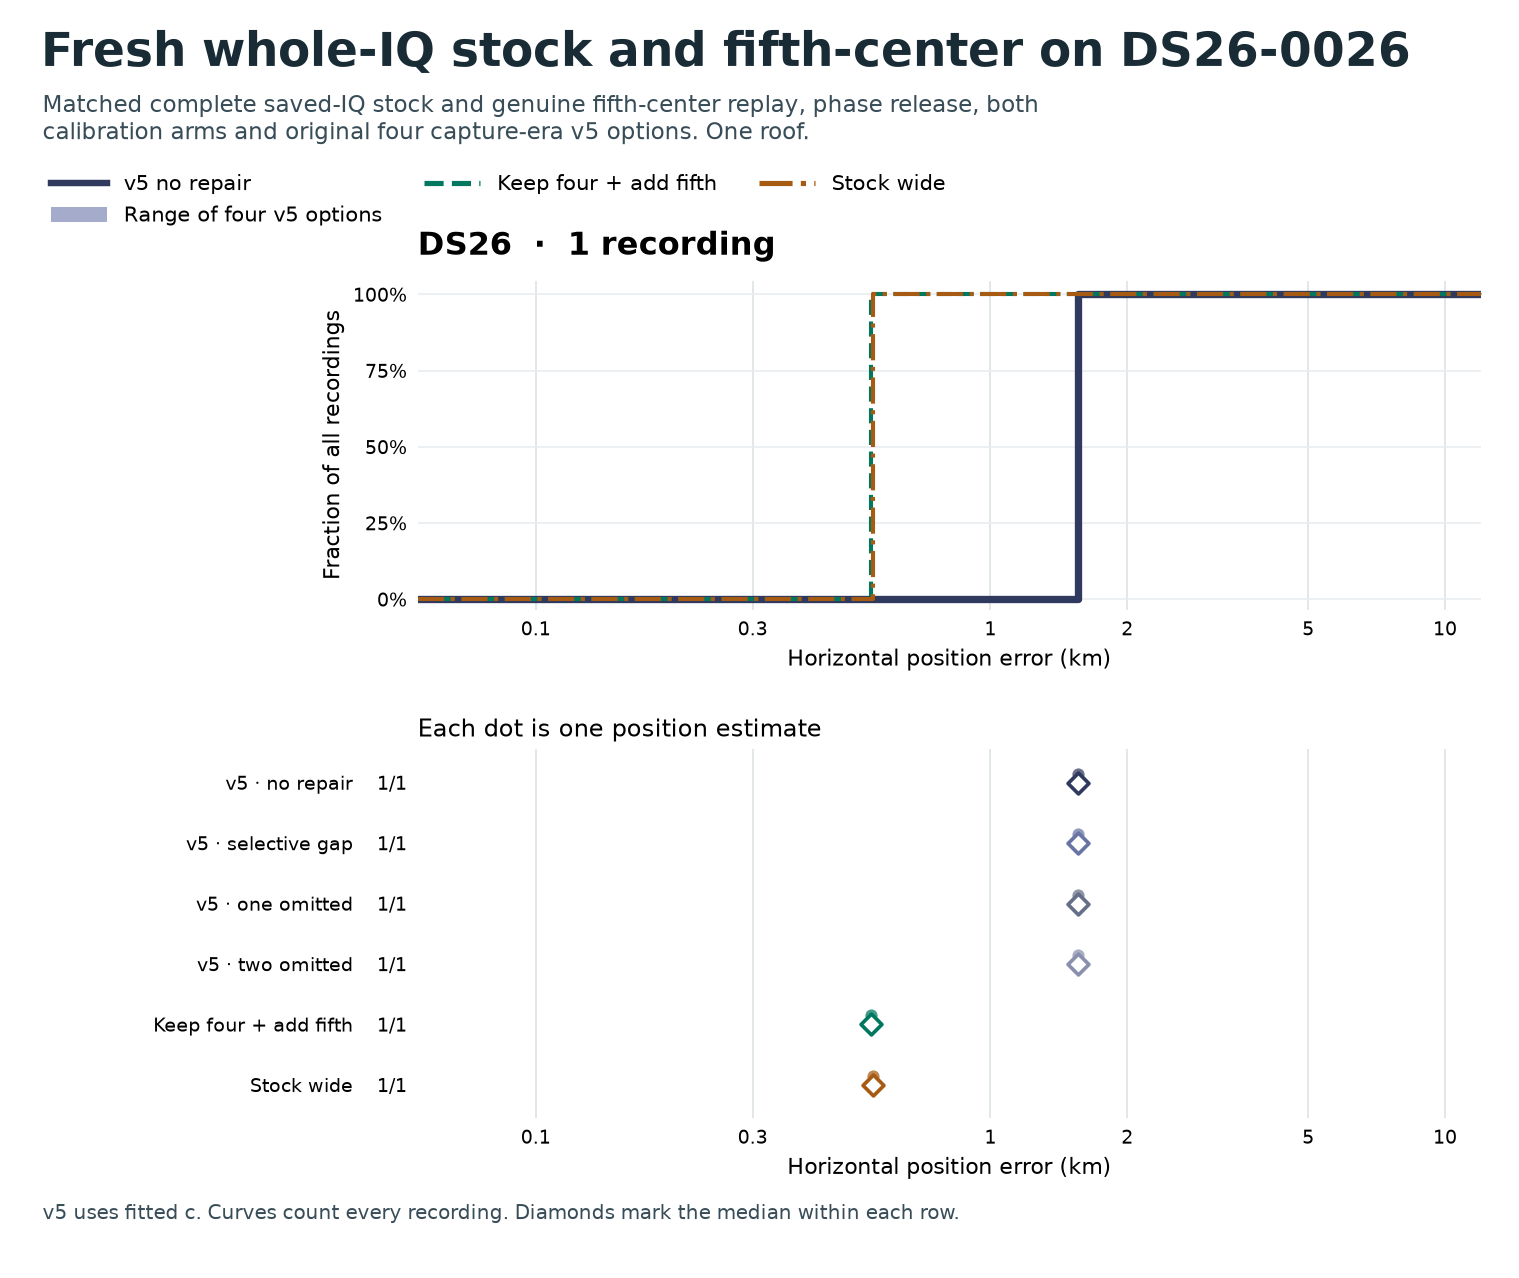 Fresh whole-IQ stock and fifth-center on DS26-0026
Matched complete saved-IQ stock and genuine fifth-center replay, phase release, both
calibration arms and original four capture-era v5 options. One roof.
v5 no repair
Keep four + add fifth
Stock wide
Range of four v5 options
DS26 · 1 recording
Fraction of all recordings
100%
75%
50%
25%
0%
0.1 0.3 1 2 5 10
Horizontal position error (km)
Each dot is one position estimate
v5 · no repair 1/1
v5 · selective gap 1/1
v5 · one omitted 1/1
v5 · two omitted 1/1
Keep four + add fifth 1/1
Stock wide 1/1
0.1 0.3 1 2 5 10
Horizontal position error (km)
v5 uses fitted c. Curves count every recording. Diamonds mark the median within each row.